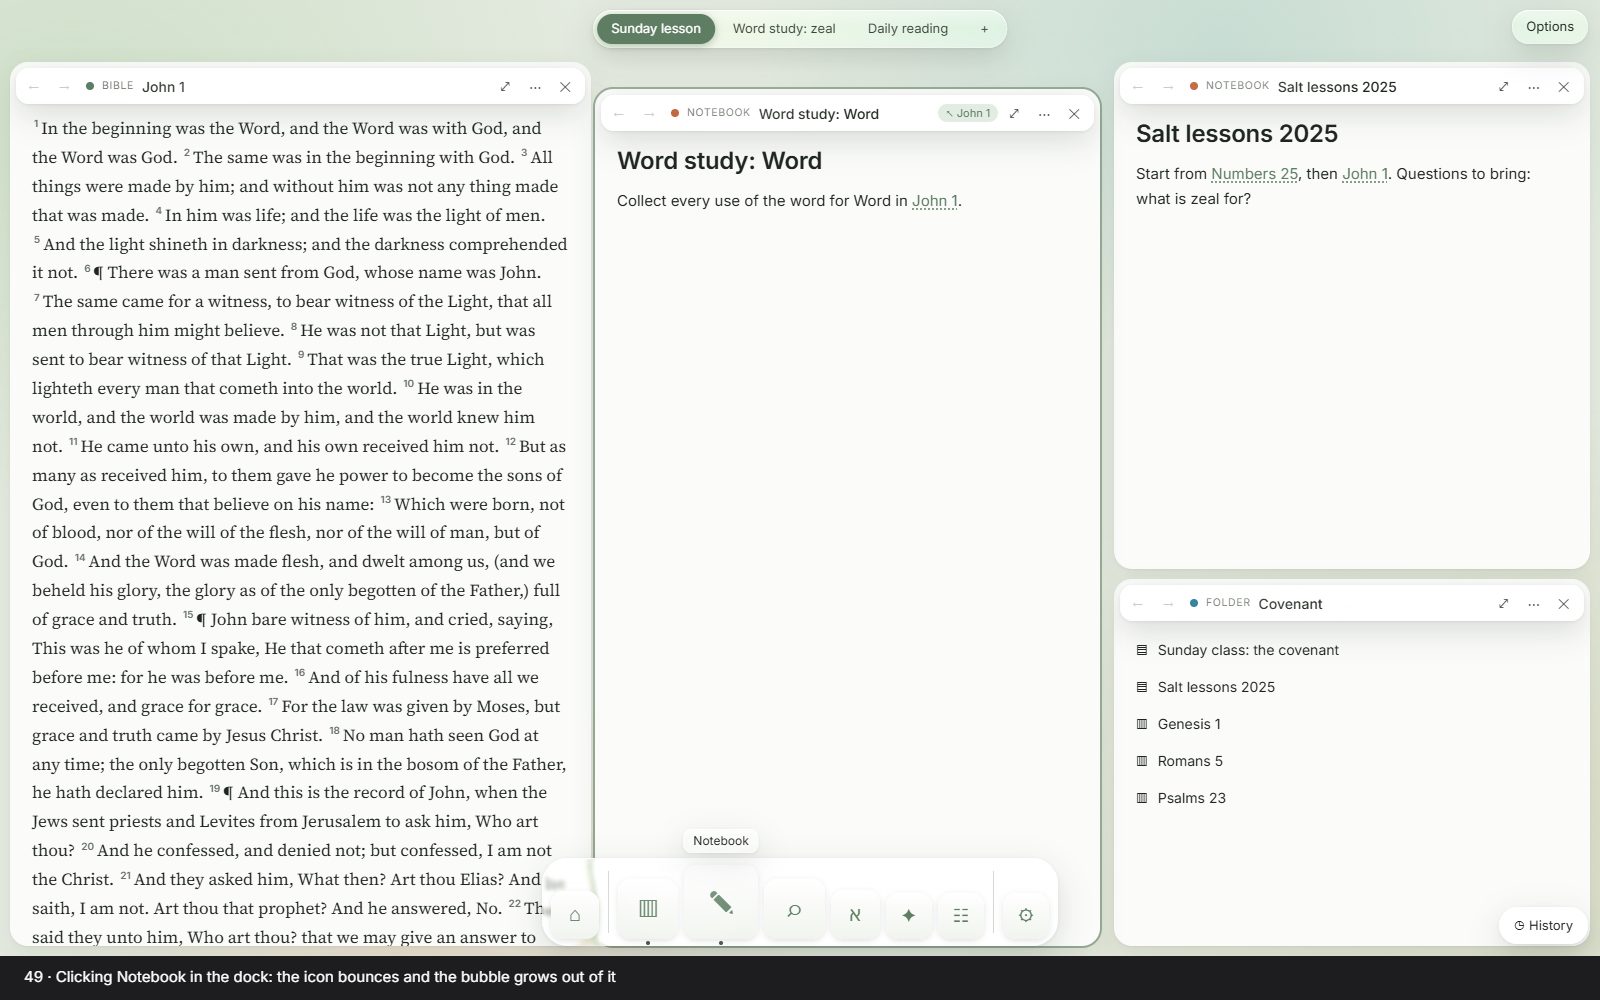 Sunday lesson
Word study: zeal
Daily reading
+
Options
← → BIBLE John 1
1 In the beginning was the Word, and the Word was with God, and
the Word was God. 2 The same was in the beginning with God. 3 All
things were made by him; and without him was not any thing made
that was made. 4 In him was life; and the life was the light of men.
5 And the light shineth in darkness; and the darkness comprehended
it not. 6 ¶ There was a man sent from God, whose name was John.
7 The same came for a witness, to bear witness of the Light, that all
men through him might believe. 8 He was not that Light, but was
sent to bear witness of that Light. 9 That was the true Light, which
lighteth every man that cometh into the world. 10 He was in the
world, and the world was made by him, and the world knew him
not. 11 He came unto his own, and his own received him not. 12 But as
many as received him, to them gave he power to become the sons of
God, even to them that believe on his name: 13 Which were born, not
of blood, nor of the will of the flesh, nor of the will of man, but of
God. 14 And the Word was made flesh, and dwelt among us, (and we
beheld his glory, the glory as of the only begotten of the Father,) full
of grace and truth. 15 ¶ John bare witness of him, and cried, saying,
This was he of whom I spake, He that cometh after me is preferred
before me: for he was before me. 16 And of his fulness have all we
received, and grace for grace. 17 For the law was given by Moses, but
grace and truth came by Jesus Christ. 18 No man hath seen God at
any time; the only begotten Son, which is in the bosom of the Father,
he hath declared him. 19 ¶ And this is the record of John, when the
Jews sent priests and Levites from Jerusalem to ask him, Who art
thou? 20 And he confessed, and denied not; but confessed, I am not
the Christ. 21 And they asked him, What then? Art thou Elias? And
saith, I am not. Art thou that prophet? And he answered, No. 22
said they unto him, Who art thou? that we may give an answer to
← → NOTEBOOK Word study: Word ↖ John 1
Word study: Word
Collect every use of the word for Word in John 1.
← → NOTEBOOK Salt lessons 2025
Salt lessons 2025
Start from Numbers 25, then John 1. Questions to bring:
what is zeal for?
← → FOLDER Covenant
Sunday class: the covenant
Salt lessons 2025
Genesis 1
Romans 5
Psalms 23
Notebook
א
History
49 · Clicking Notebook in the dock: the icon bounces and the bubble grows out of it